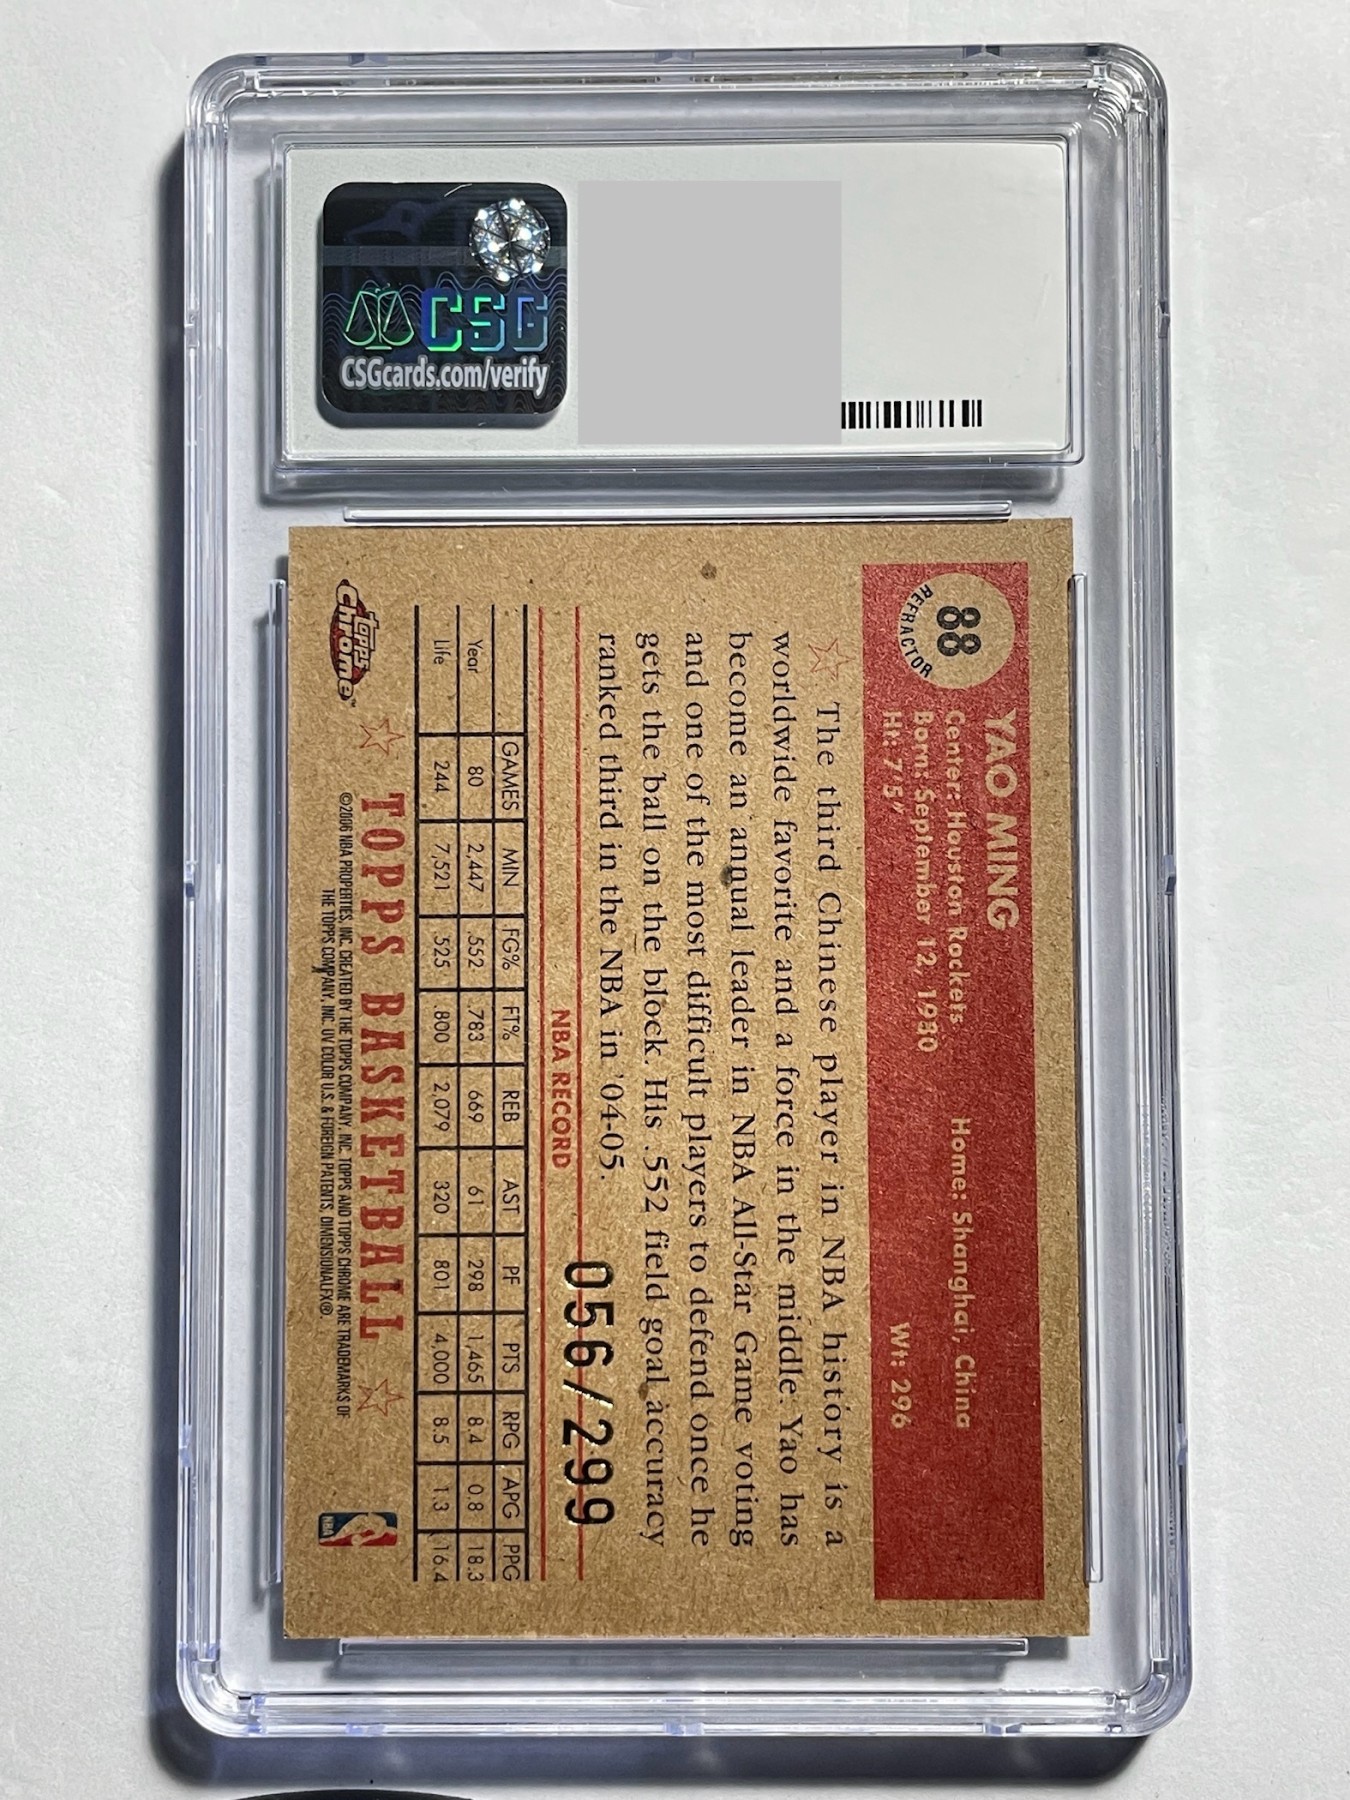 CSG
CSGcards.com/verify
88
REFRACTOR
YAO MING
Center: Houston Rockets
Home: Shanghai, China
Born: September 12, 1980
Ht: 7'5"
Wt: 296
The third Chinese player in NBA history is a
worldwide favorite and a force in the middle. Yao has
become an annual leader in NBA All-Star Game voting
and one of the most difficult players to defend once he
gets the ball on the block. His .552 field goal accuracy
ranked third in the NBA in '04-05.
056/299
NBA RECORD
GAMES MIN FG% FT% REB AST PF PTS RPG APG PPG
Year 80 2,447 .552 .783 669 61 298 1,465 8.4 0.8 18.3
Life 244 7,521 .525 .800 2,079 320 801 4,000 8.5 1.3 16.4
TOPPS BASKETBALL
topps
Chrome™
©2006 NBA PROPERTIES, INC. CREATED BY THE TOPPS COMPANY, INC. TOPPS AND TOPPS CHROME ARE TRADEMARKS OF
THE TOPPS COMPANY, INC. UV COLOR U.S. & FOREIGN PATENTS, DIMENSIONALFX®.
NBA